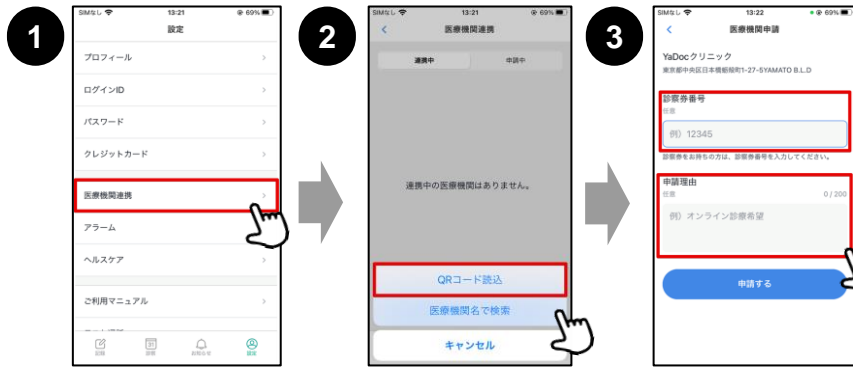 1
SIMなし 13:21 69%
設定
プロフィール
ログインID
パスワード
クレジットカード
医療機関連携
アラーム
ヘルスケア
ご利用マニュアル
記録
31
お知らせ
設定
2
SIMなし 13:21 69%
医療機関連携
連携中 申請中
連携中の医療機関はありません。
QRコード読込
医療機関名で検索
キャンセル
3
SIMなし 13:22 69%
医療機関申請
YaDocクリニック
東京都中央区日本橋蛎殻町1-27-5YAMATO B.L.D
診察券番号
任意
例）12345
診察券をお持ちの方は、診察券番号を入力してください。
申請理由
任意 0 / 200
例）オンライン診療希望
申請する